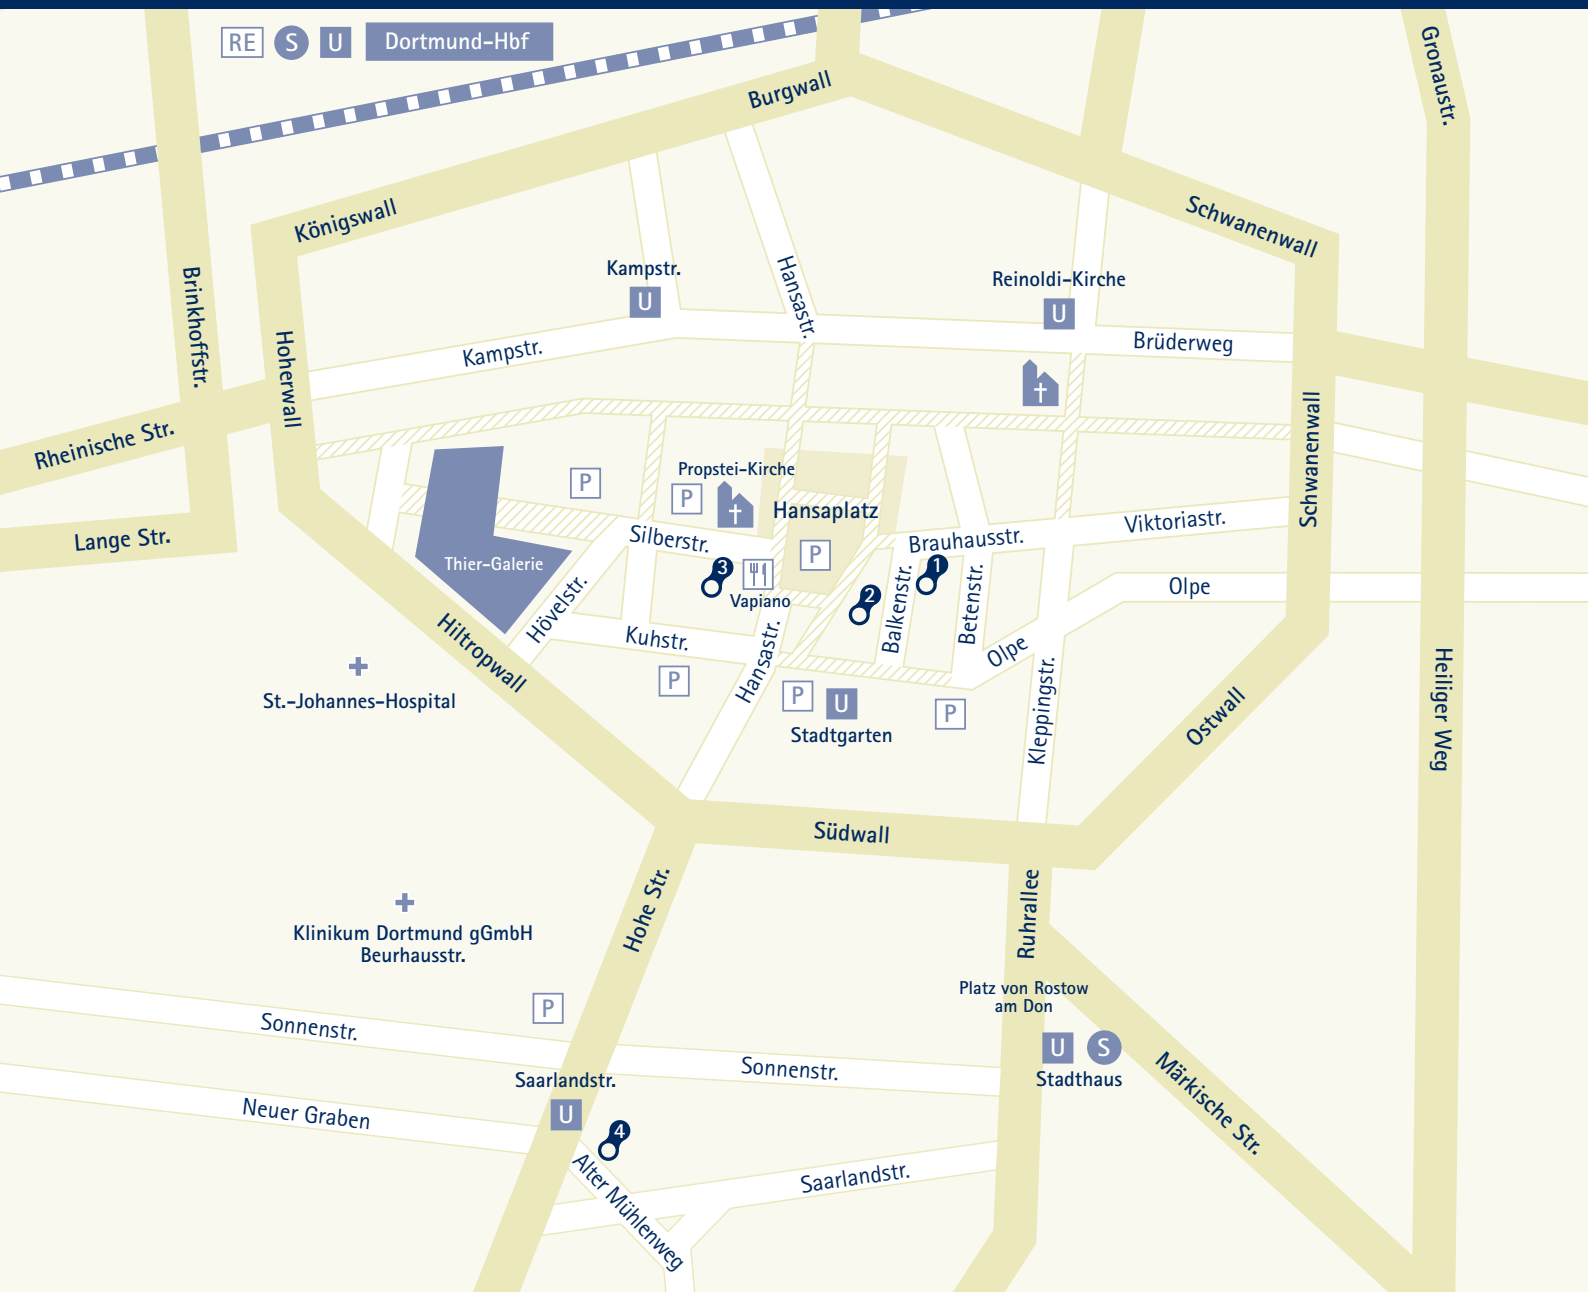 RE S U Dortmund-Hbf
Gronaustr.
Burgwall
Königswall
Schwanenwall
Brinkhoffstr.
Kampstr.
U
Hansastr.
Reinoldi-Kirche
U
Hoherwall
Kampstr.
Brüderweg
Rheinische Str.
Schwanenwall
Propstei-Kirche
P
P
Hansaplatz
Viktoriastr.
Lange Str.
Silberstr.
Brauhausstr.
P
Thier-Galerie
3
1
Vapiano
2
Olpe
Hövelstr.
Balkenstr.
Betenstr.
Kuhstr.
Hiltropwall
Olpe
Hansastr.
St.-Johannes-Hospital
P
P
U
P
Stadtgarten
Kleppingstr.
Ostwall
Heiliger Weg
Südwall
Hohe Str.
Ruhrallee
Klinikum Dortmund gGmbH
Beurhausstr.
Platz von Rostow
am Don
P
Sonnenstr.
U S
Stadthaus
Sonnenstr.
Märkische Str.
Saarlandstr.
U
Neuer Graben
4
Saarlandstr.
Alter Mühlenweg